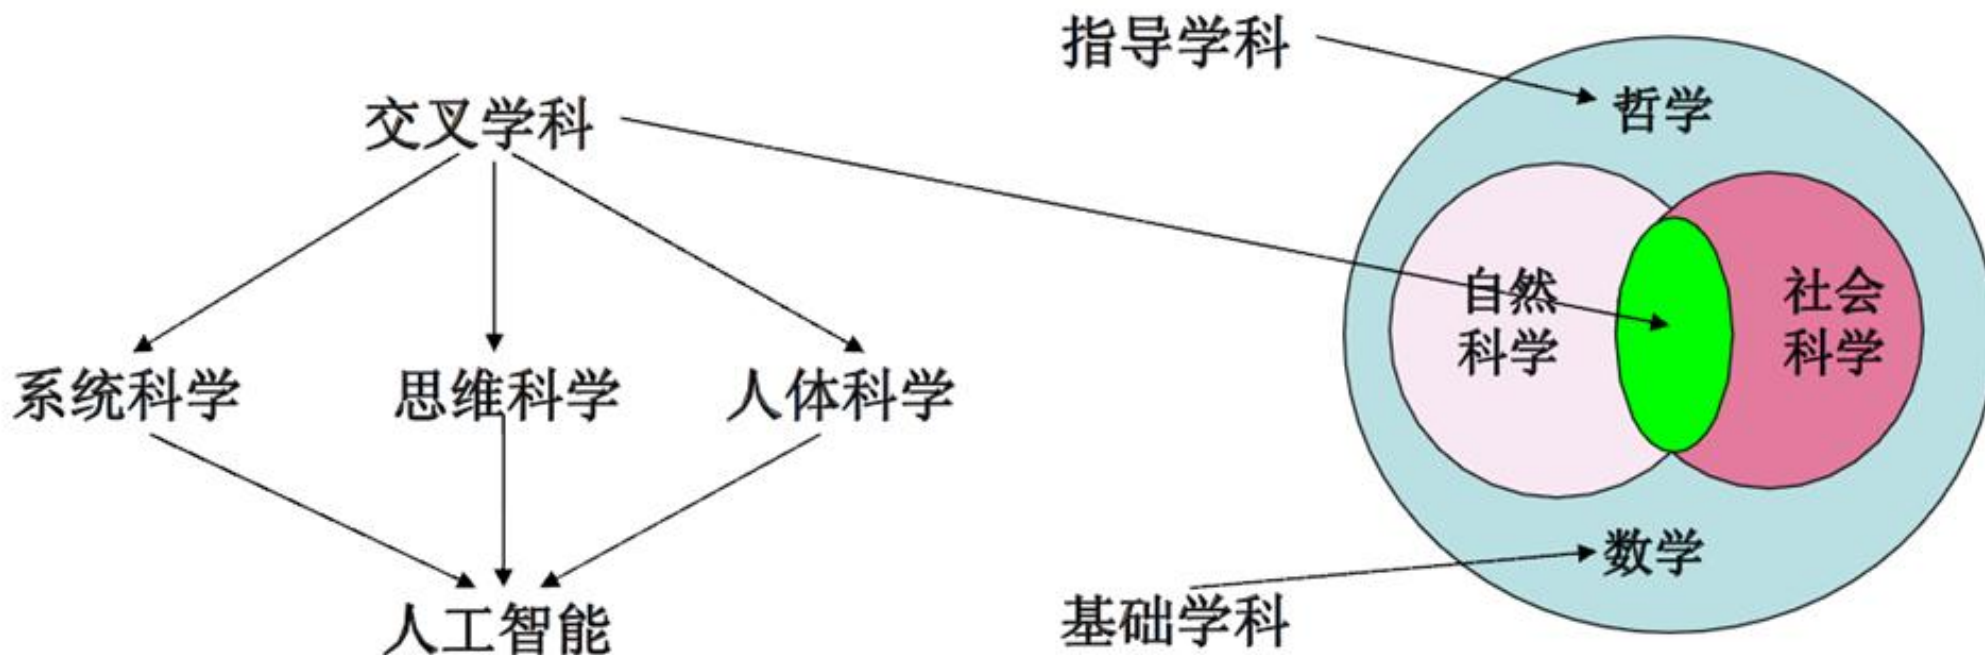 指导学科
交叉学科
哲学
自然
科学
社会
科学
系统科学
思维科学
人体科学
数学
基础学科
人工智能